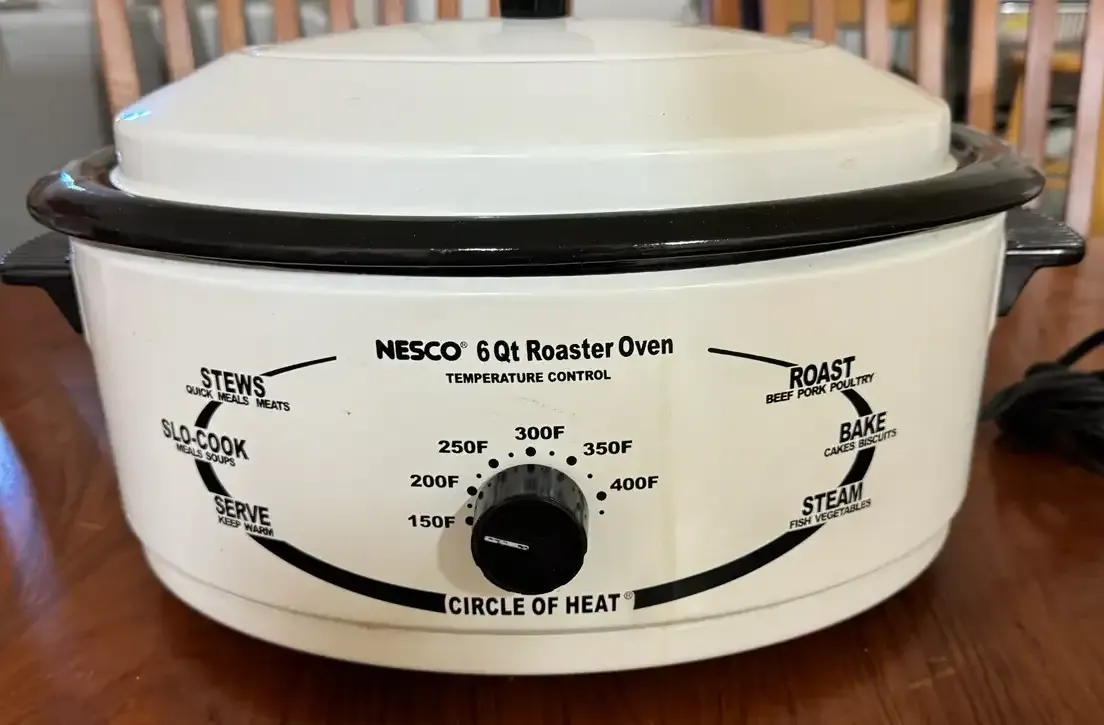 NESCO® 6 Qt Roaster Oven
TEMPERATURE CONTROL
STEWS
QUICK MEALS MEATS
SLO-COOK
MEALS SOUPS
SERVE
KEEP WARM
150F
200F
250F
300F
350F
400F
ROAST
BEEF PORK POULTRY
BAKE
CAKES BISCUITS
STEAM
FISH VEGETABLES
CIRCLE OF HEAT®